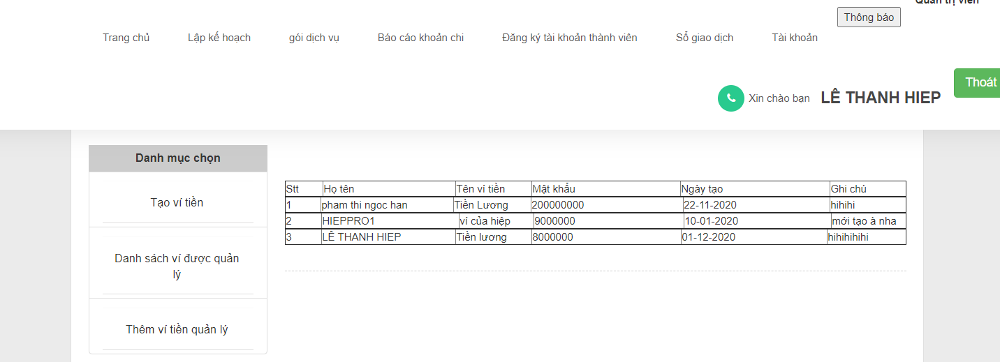 Quản trị viên
Thông báo
Trang chủ Lập kế hoạch gói dịch vụ Báo cáo khoản chi Đăng ký tài khoản thành viên Sổ giao dịch Tài khoản
Thoát
Xin chào bạn LÊ THANH HIEP
Danh mục chọn
Tạo ví tiền
Danh sách ví được quản
lý
Thêm ví tiền quản lý
Stt Họ tên Tên ví tiền Mật khẩu Ngày tạo Ghi chú
1 pham thi ngoc han Tiền Lương 200000000 22-11-2020 hihihi
2 HIEPPRO1 ví của hiệp 9000000 10-01-2020 mới tạo à nha
3 LÊ THANH HIEP Tiền lương 8000000 01-12-2020 hihihihihi